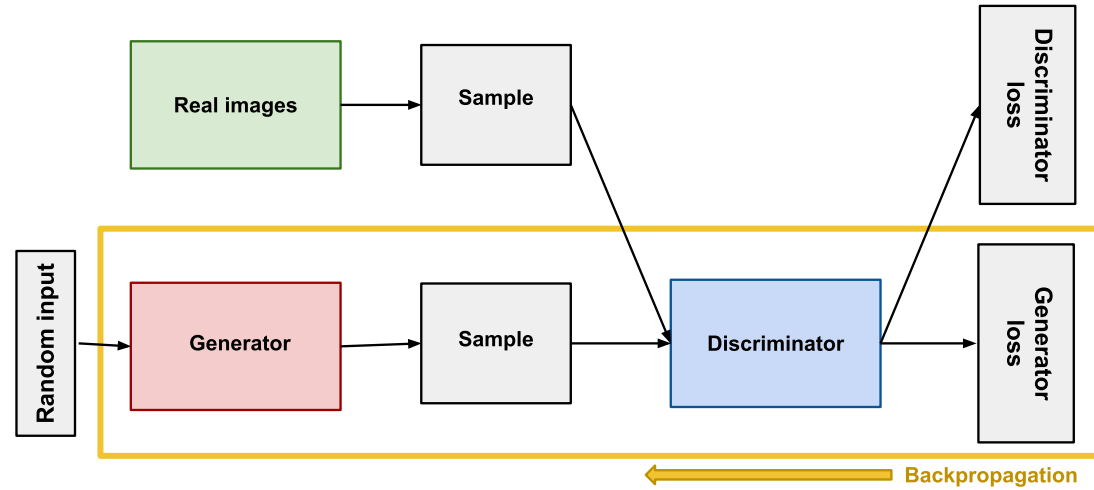 Real images
Sample
Discriminator
loss
Random input
Generator
Sample
Discriminator
Generator
loss
Backpropagation